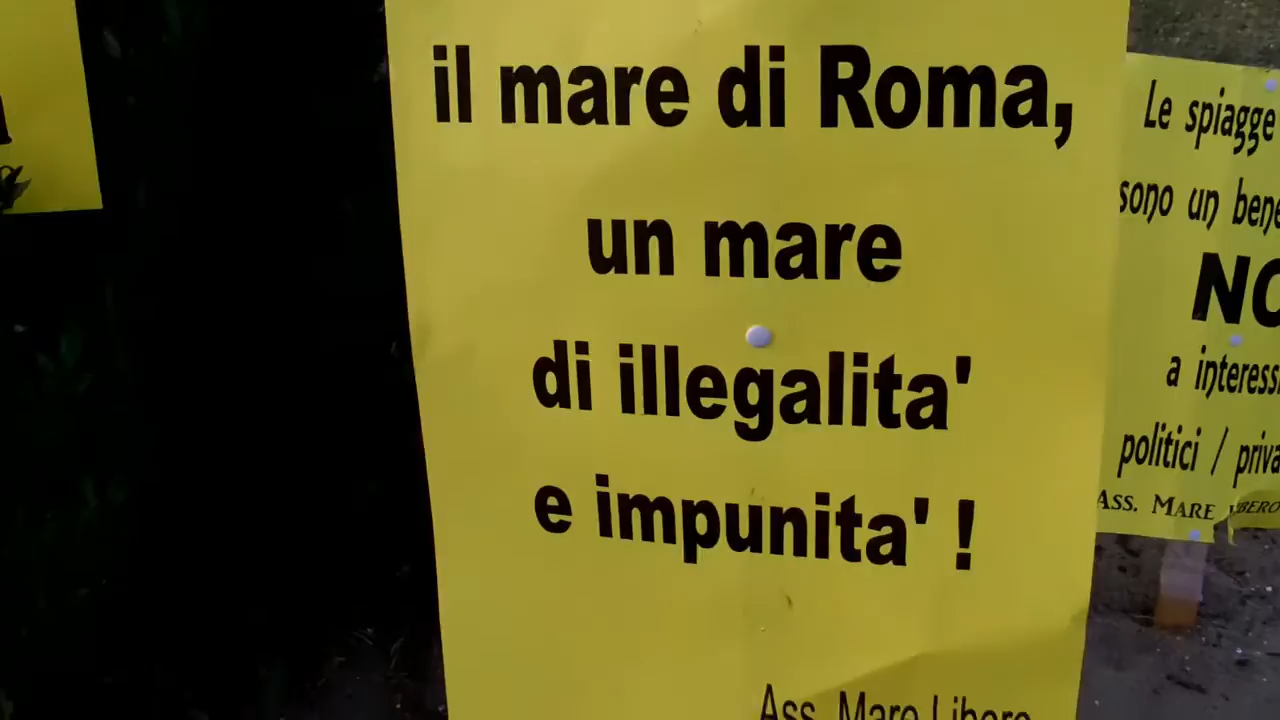 il mare di Roma,
un mare
di illegalita'
e impunita' !
Ass. Mare Libero
Le spiagge
sono un bene
NO
a interess
politici / priva
ASS. MARE LIBERO